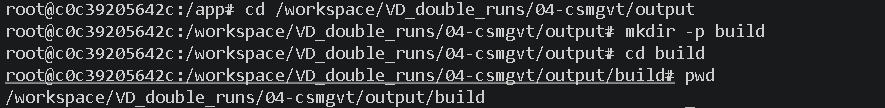 root@c0c39205642c:/app# cd /workspace/VD_double_runs/04-csmgvt/output
root@c0c39205642c:/workspace/VD_double_runs/04-csmgvt/output# mkdir -p build
root@c0c39205642c:/workspace/VD_double_runs/04-csmgvt/output# cd build
root@c0c39205642c:/workspace/VD_double_runs/04-csmgvt/output/build# pwd
/workspace/VD_double_runs/04-csmgvt/output/build